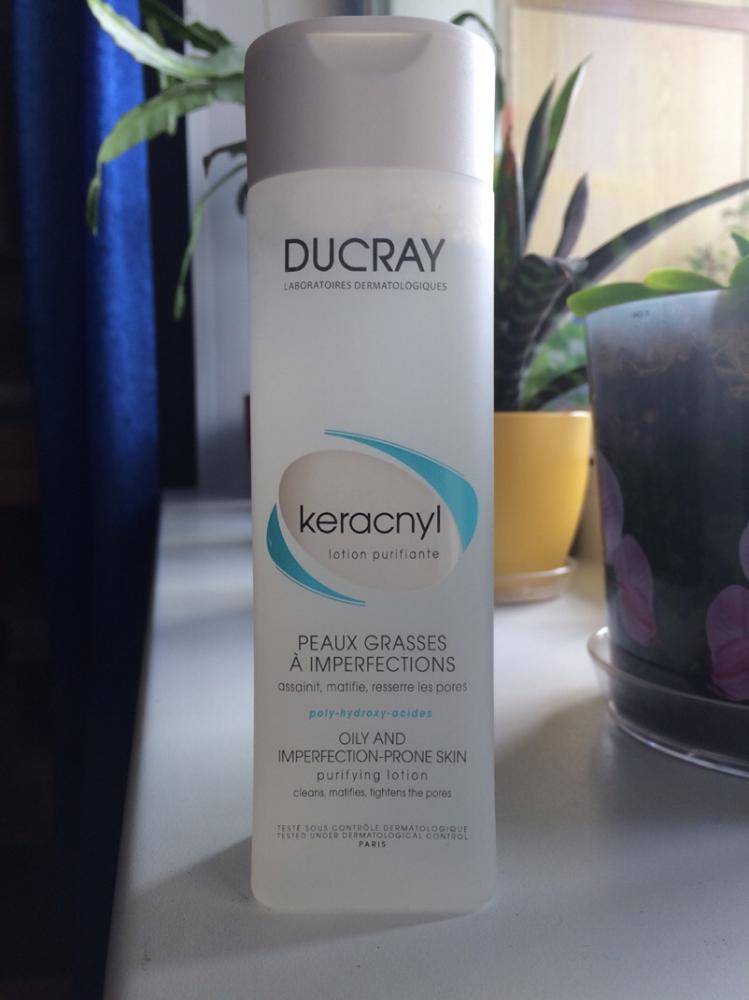 DUCRAY
LABORATOIRES DERMATOLOGIQUES
keracnyl
lotion purifiante
PEAUX GRASSES
À IMPERFECTIONS
assainit, matifie, resserre les pores
poly-hydroxy-acides
OILY AND
IMPERFECTION-PRONE SKIN
purifying lotion
cleans, matifies, tightens the pores
TESTÉ SOUS CONTRÔLE DERMATOLOGIQUE
TESTED UNDER DERMATOLOGICAL CONTROL
PARIS